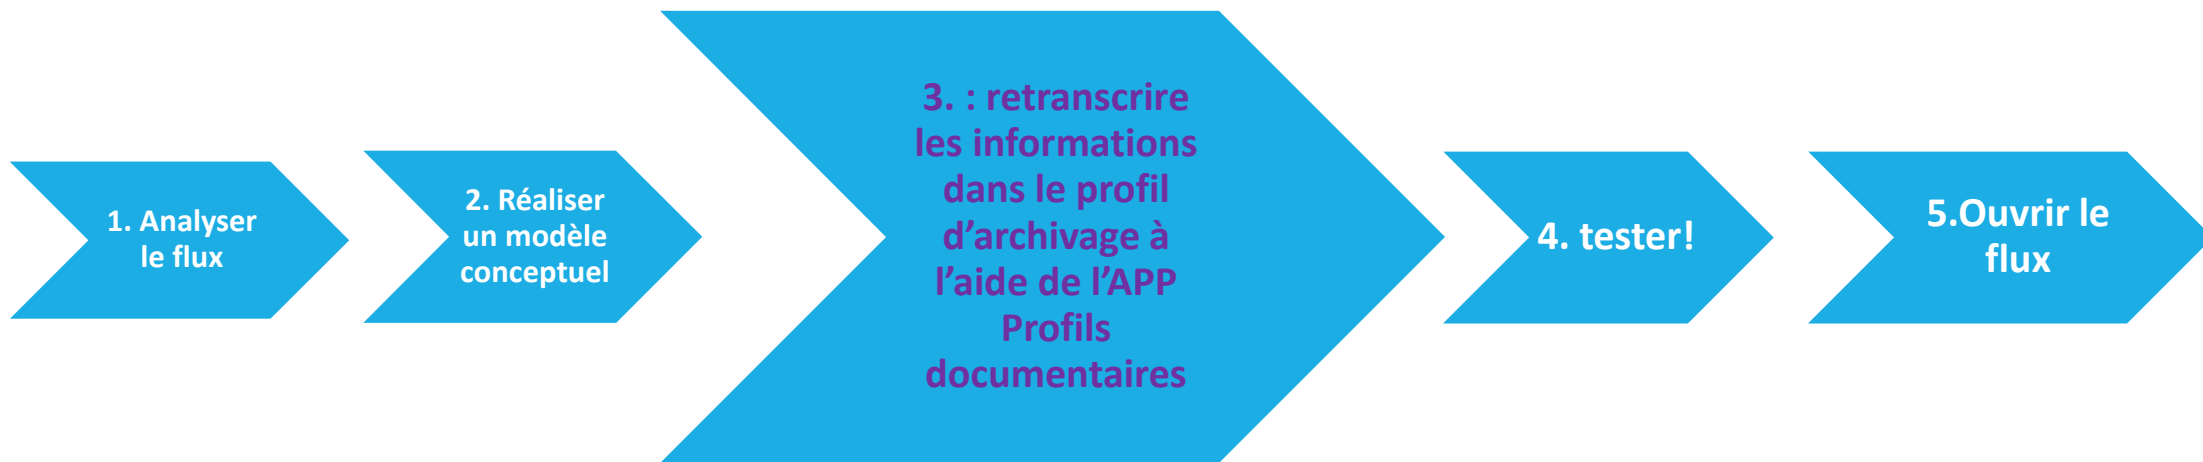 1. Analyser
le flux
2. Réaliser
un modèle
conceptuel
3. : retranscrire
les informations
dans le profil
d’archivage à
l’aide de l’APP
Profils
documentaires
4. tester!
5.Ouvrir le
flux